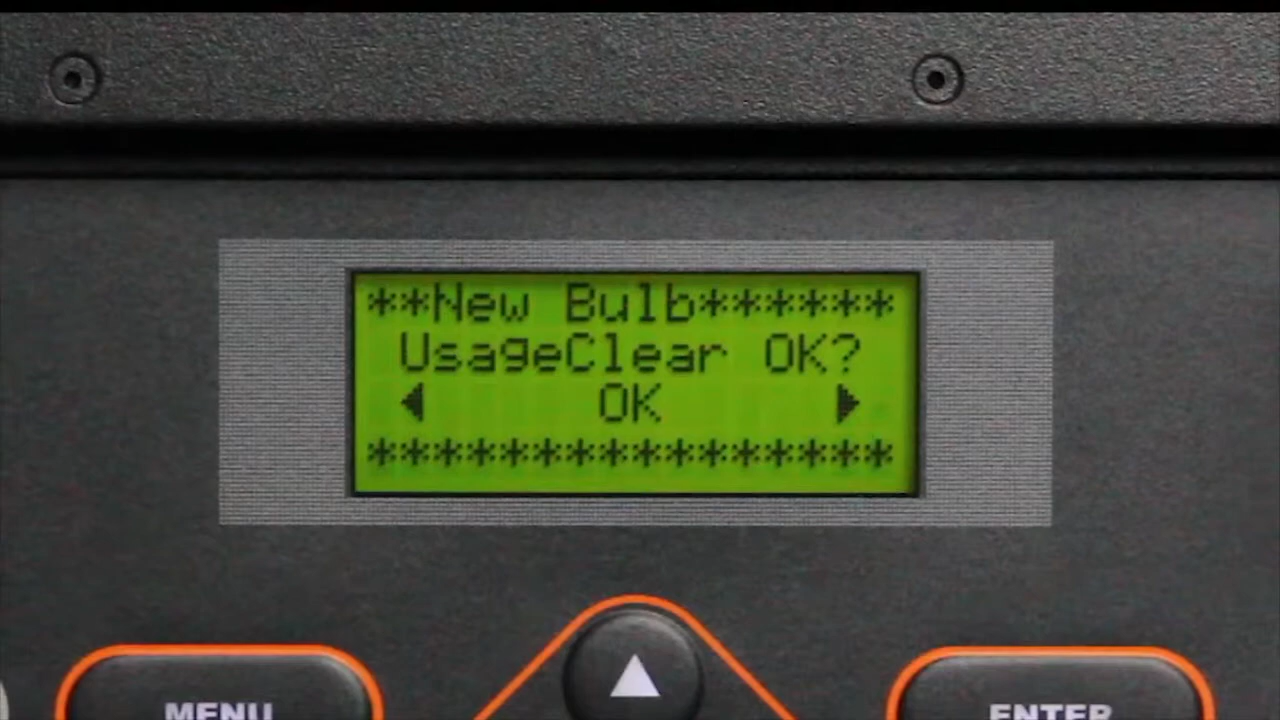 **New Bulb******
UsageClear OK?
◀ OK ▶
****************
MENU
ENTER